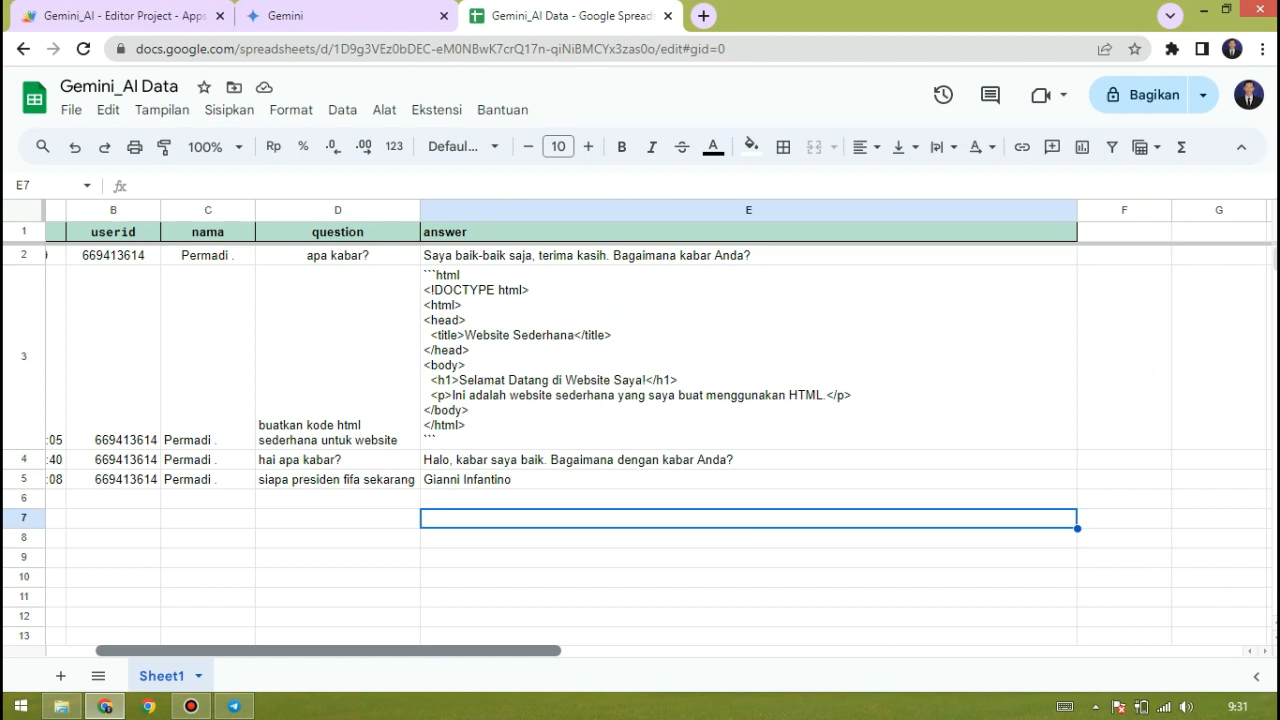 Gemini_AI - Editor Project - Apps
Gemini
Gemini_AI Data - Google Spreads
docs.google.com/spreadsheets/d/1D9g3VEz0bDEC-eM0NBwK7crQ17n-qiNiBMCYx3zas0o/edit#gid=0
Gemini_AI Data
File Edit Tampilan Sisipkan Format Data Alat Ekstensi Bantuan
Bagikan
100% Rp % .0 .00 123 Defaul... 10 B I A
E7 fx
B C D E F G
1 userid nama question answer
2 669413614 Permadi . apa kabar? Saya baik-baik saja, terima kasih. Bagaimana kabar Anda?
```html
<!DOCTYPE html>
<html>
<head>
<title>Website Sederhana</title>
</head>
3
<body>
<h1>Selamat Datang di Website Saya!</h1>
<p>Ini adalah website sederhana yang saya buat menggunakan HTML.</p>
</body>
buatkan kode html </html>
:05 669413614 Permadi . sederhana untuk website ```
4 :40 669413614 Permadi . hai apa kabar? Halo, kabar saya baik. Bagaimana dengan kabar Anda?
5 :08 669413614 Permadi . siapa presiden fifa sekarang Gianni Infantino
6
7
8
9
10
11
12
13
Sheet1
9:31